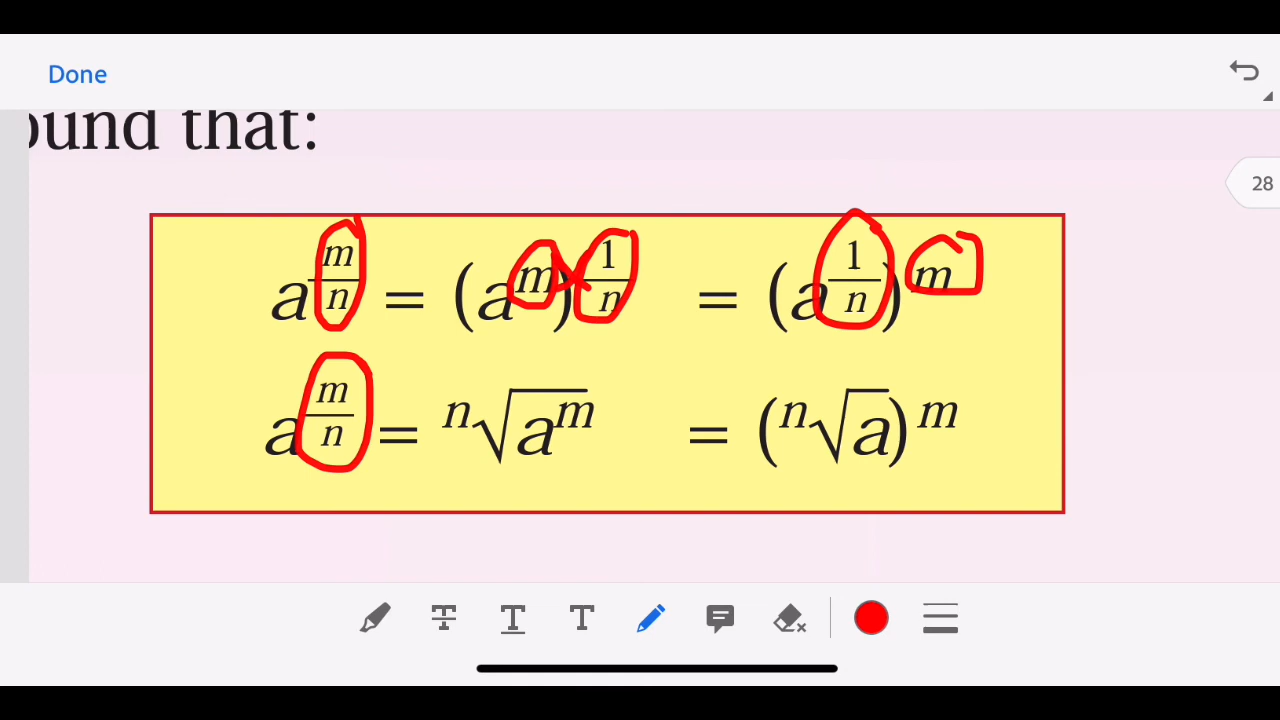 Done
ound that:
28
a^{m/n} = (a^m)^{1/n} = (a^{1/n})^m
a^{m/n} = ⁿ√a^m = (ⁿ√a)^m